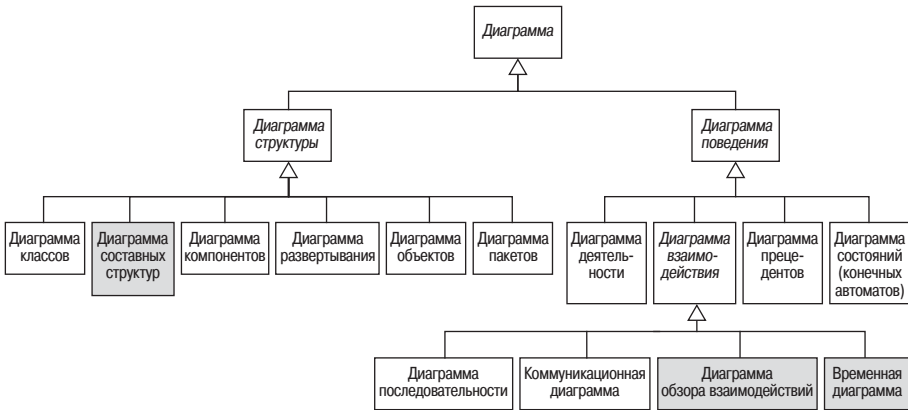 Диаграмма
Диаграмма
структуры
Диаграмма
поведения
Диаграмма
классов
Диаграмма
составных
структур
Диаграмма
компонентов
Диаграмма
развертывания
Диаграмма
объектов
Диаграмма
пакетов
Диаграмма
деятель-
ности
Диаграмма
взаимо-
действия
Диаграмма
преце-
дентов
Диаграмма
состояний
(конечных
автоматов)
Диаграмма
последовательности
Коммуникационная
диаграмма
Диаграмма
обзора взаимодействий
Временная
диаграмма